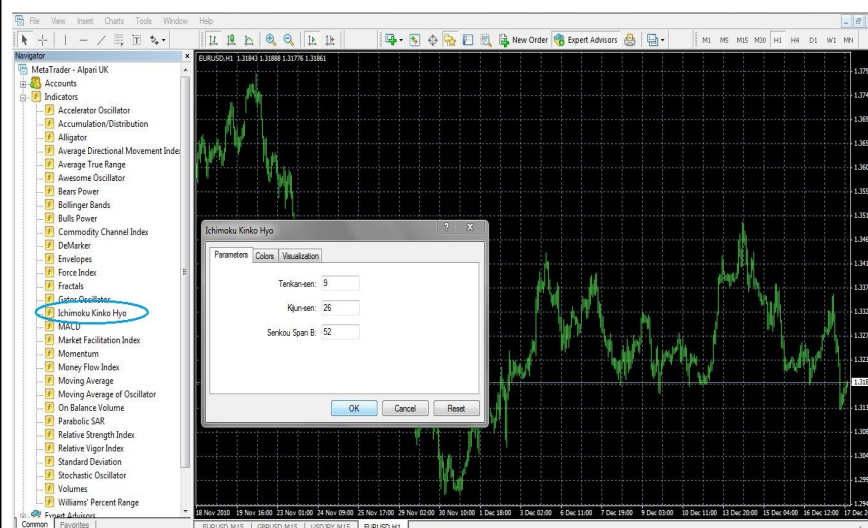 File View Insert Charts Tools Window Help
New Order Expert Advisors M1 M5 M15 M30 H1 H4 D1 W1 MN
Navigator
MetaTrader - Alpari UK
Accounts
Indicators
Accelerator Oscillator
Accumulation/Distribution
Alligator
Average Directional Movement Index
Average True Range
Awesome Oscillator
Bears Power
Bollinger Bands
Bulls Power
Commodity Channel Index
DeMarker
Envelopes
Force Index
Fractals
Gator Oscillator
Ichimoku Kinko Hyo
MACD
Market Facilitation Index
Momentum
Money Flow Index
Moving Average
Moving Average of Oscillator
On Balance Volume
Parabolic SAR
Relative Strength Index
Relative Vigor Index
Standard Deviation
Stochastic Oscillator
Volumes
Williams' Percent Range
Expert Advisors
Common Favorites
EURUSD,H1 1.31843 1.31888 1.31776 1.31861
Ichimoku Kinko Hyo
Parameters Colors Visualization
Tenkan-sen: 9
Kijun-sen: 26
Senkou Span B: 52
OK Cancel Reset
18 Nov 2010 19 Nov 16:00 23 Nov 01:00 24 Nov 09:00 25 Nov 17:00 29 Nov 02:00 30 Nov 10:00 1 Dec 18:00 3 Dec 02:00 6 Dec 11:00 7 Dec 19:00 9 Dec 03:00 10 Dec 11:00 13 Dec 20:00 15 Dec 04:00 16 Dec 12:00
EURUSD,M15 GBPUSD,M15 USDJPY,M15 EURUSD,H1